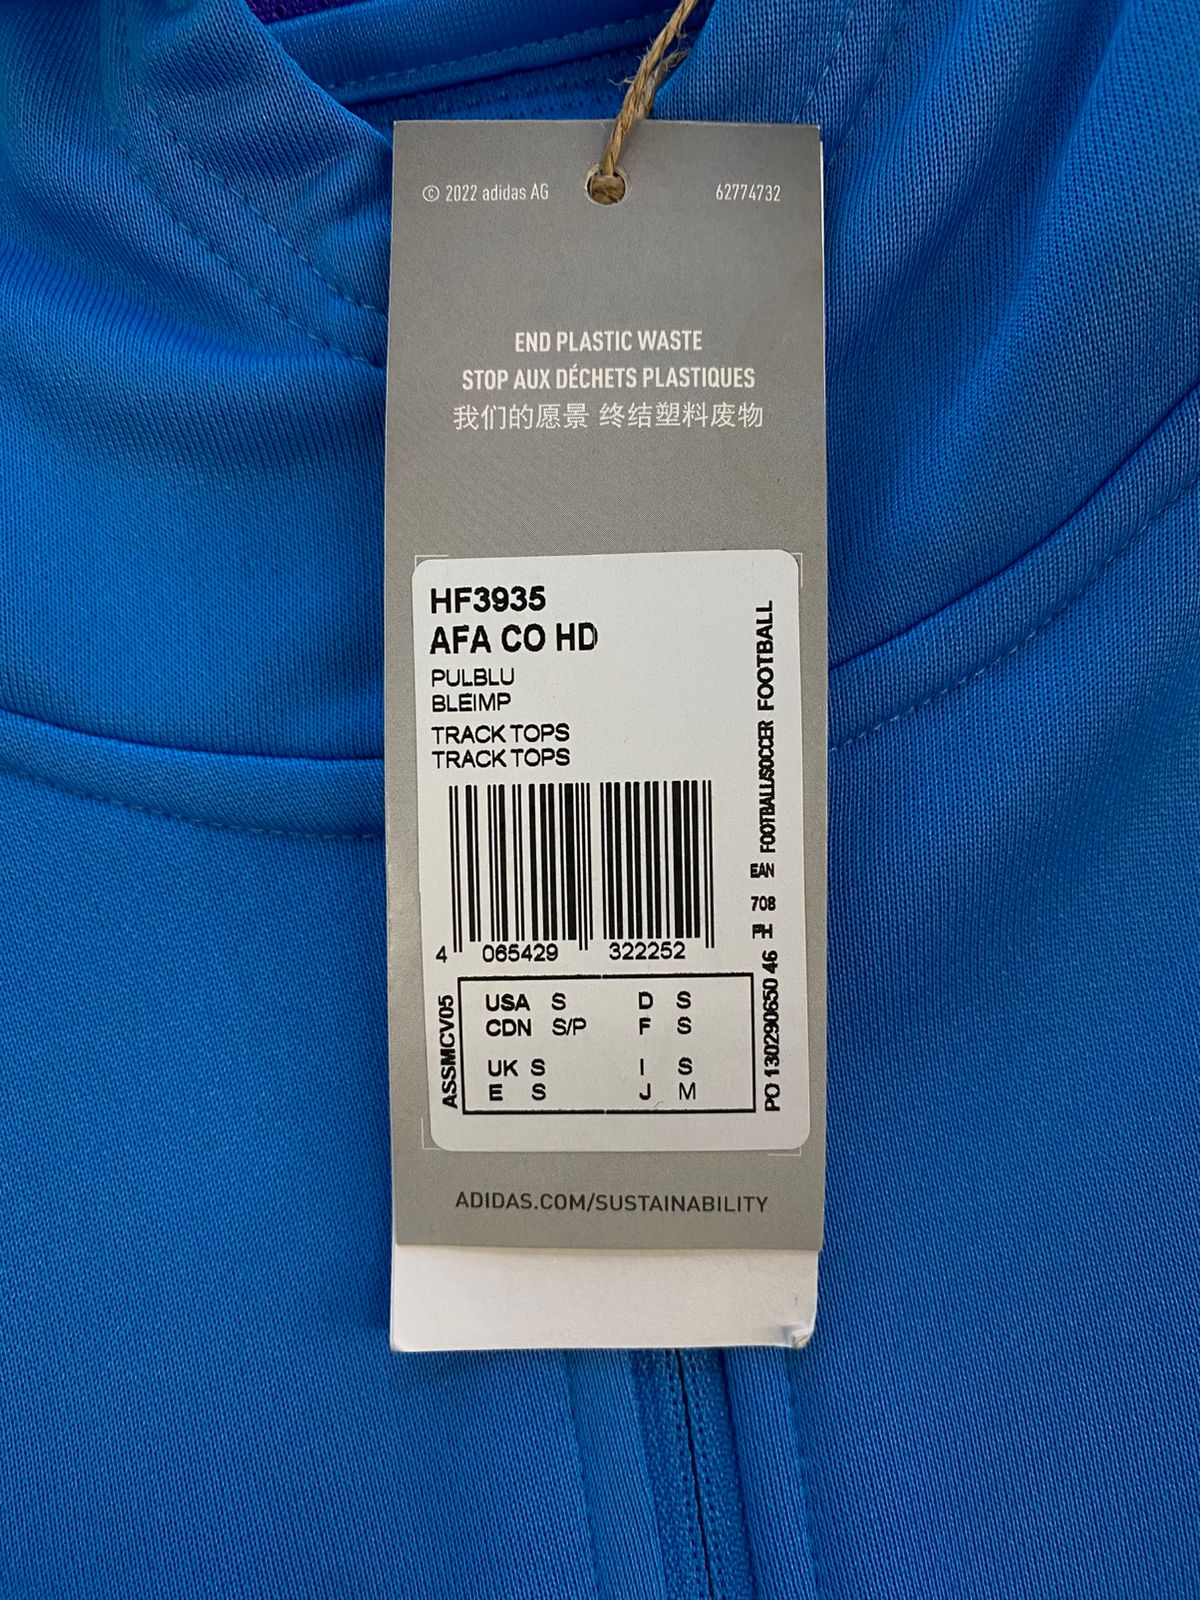 © 2022 adidas AG
62774732
END PLASTIC WASTE
STOP AUX DÉCHETS PLASTIQUES
我们的愿景 终结塑料废物
HF3935
AFA CO HD
PULBLU
BLEIMP
TRACK TOPS
TRACK TOPS
4 065429 322252
USA S D S
CDN S/P F S
UK S I S
E S J M
ASSMCV05
PO 130290650 46 PH 708 EAN FOOTBALL/SOCCER FOOTBALL
ADIDAS.COM/SUSTAINABILITY